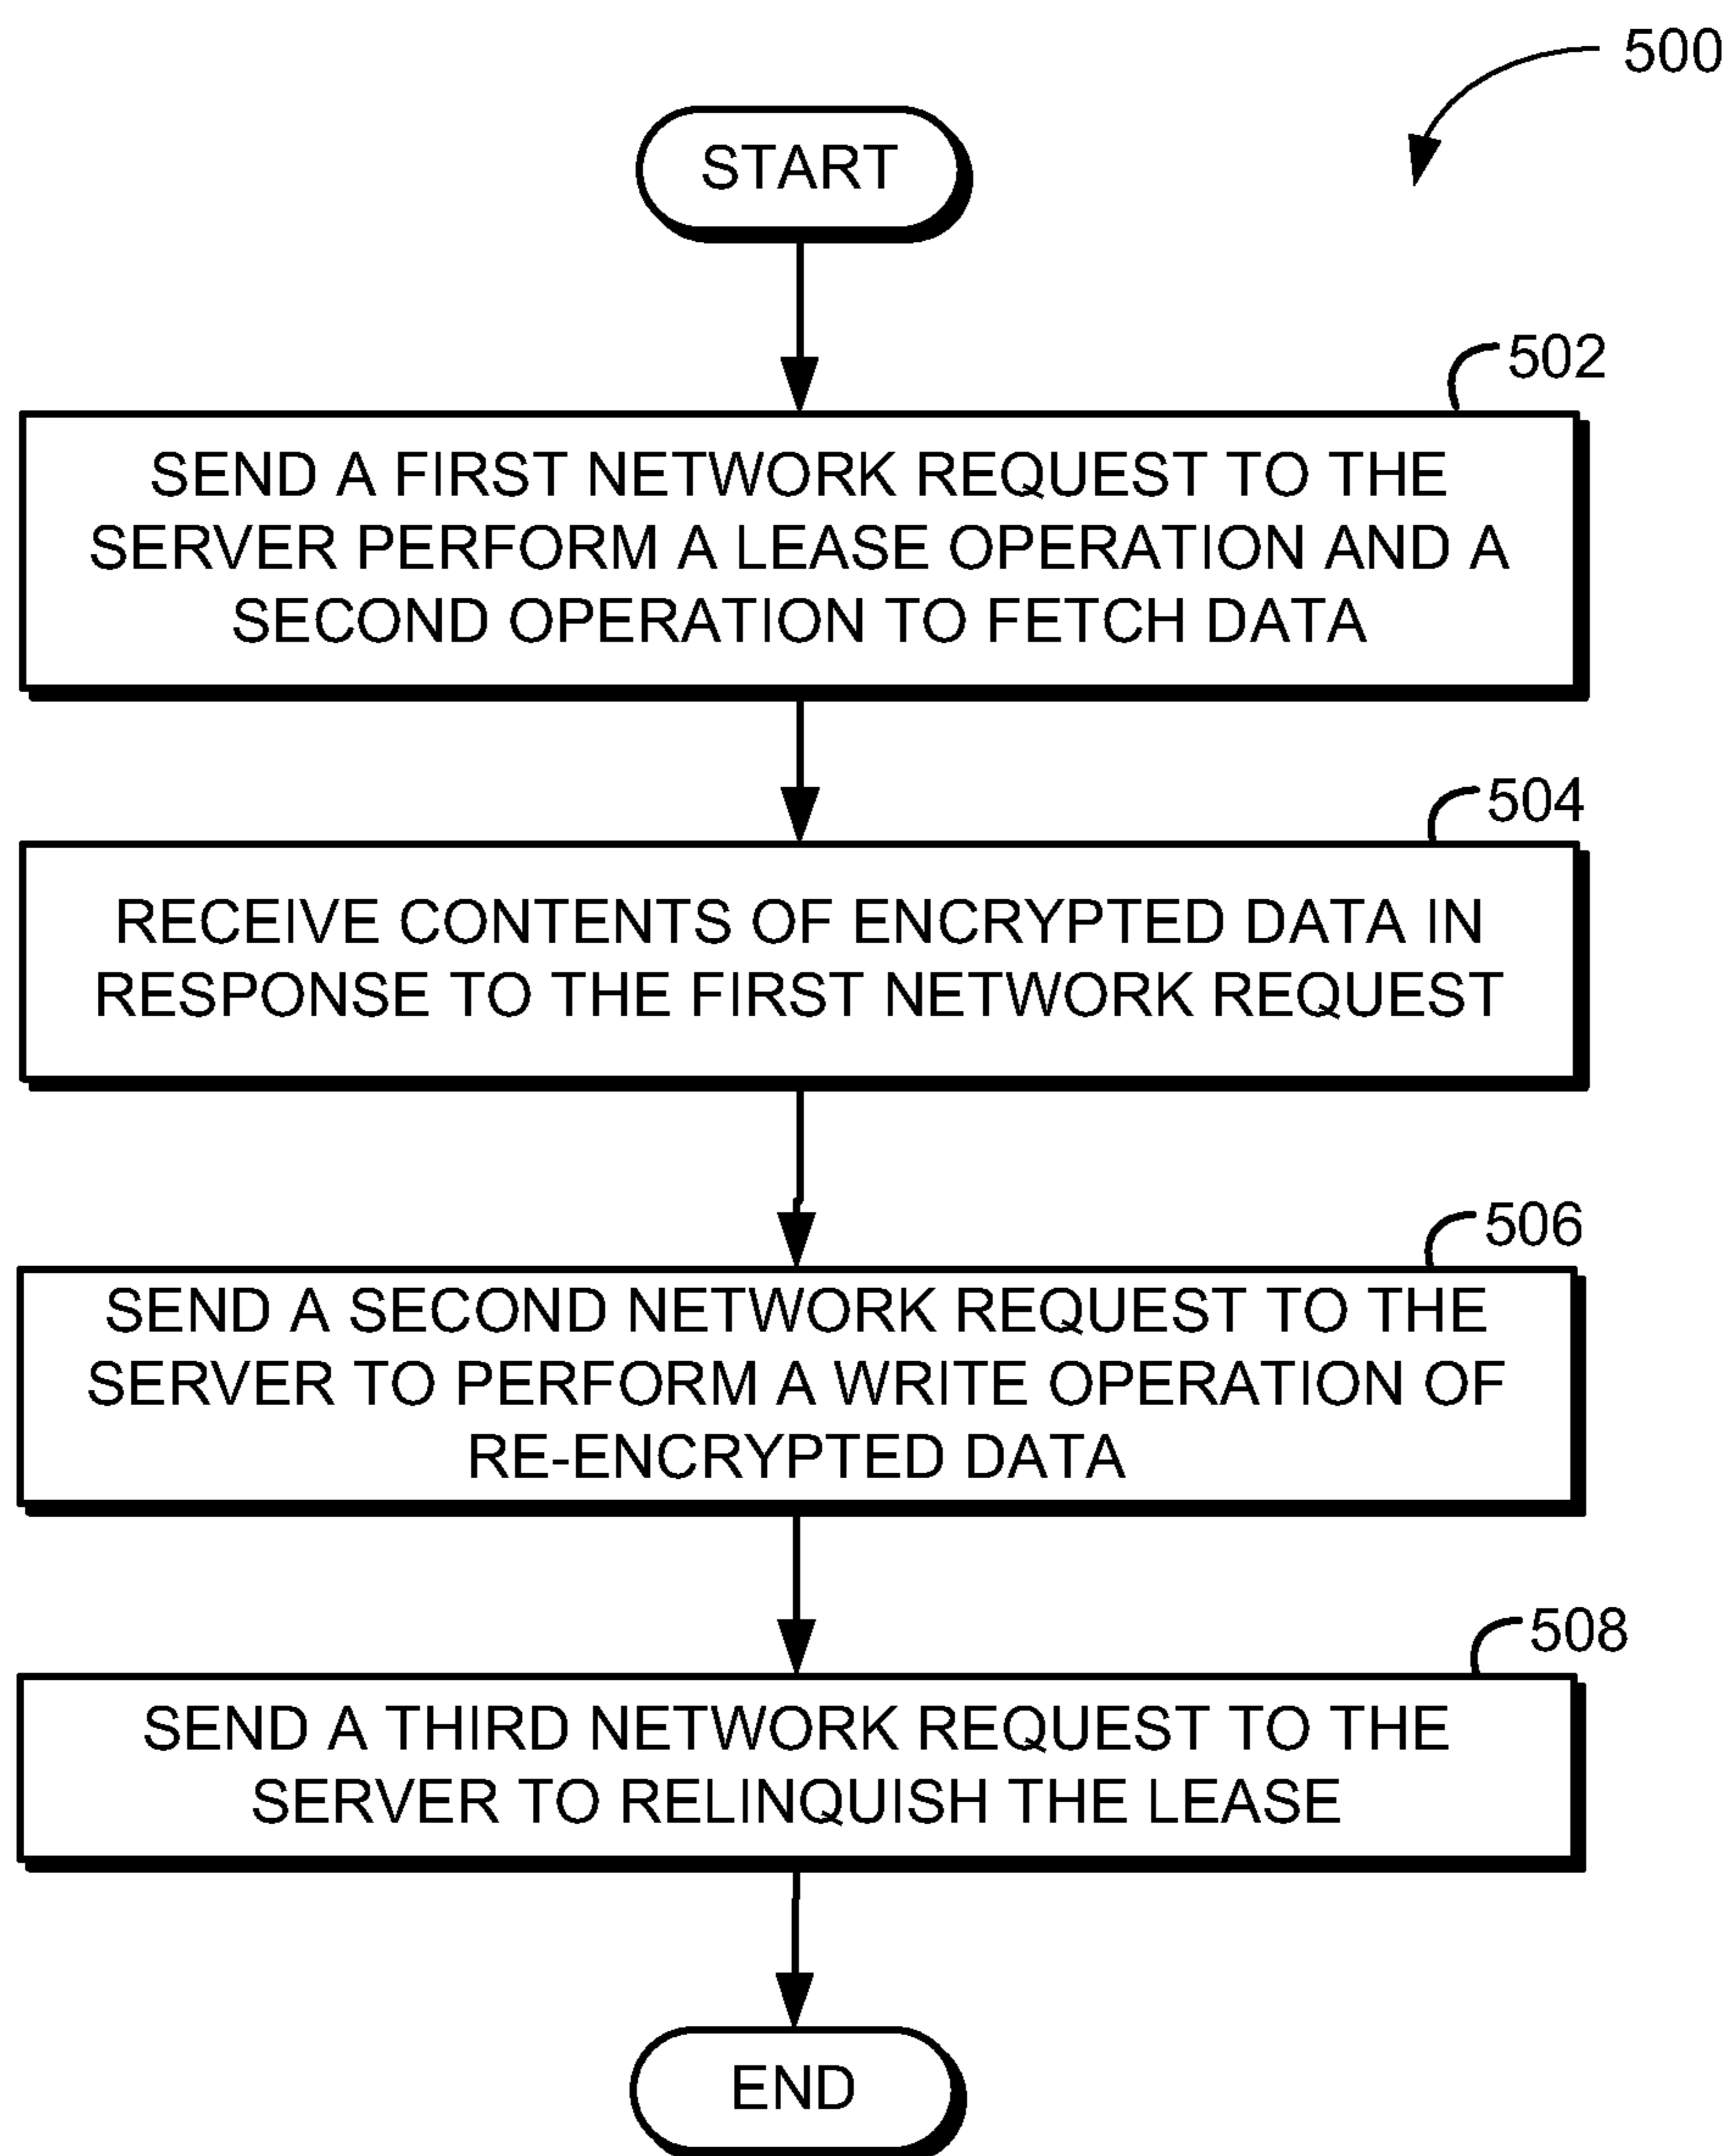 500
START
502
SEND A FIRST NETWORK REQUEST TO THE
SERVER PERFORM A LEASE OPERATION AND A
SECOND OPERATION TO FETCH DATA
504
RECEIVE CONTENTS OF ENCRYPTED DATA IN
RESPONSE TO THE FIRST NETWORK REQUEST
506
SEND A SECOND NETWORK REQUEST TO THE
SERVER TO PERFORM A WRITE OPERATION OF
RE-ENCRYPTED DATA
508
SEND A THIRD NETWORK REQUEST TO THE
SERVER TO RELINQUISH THE LEASE
END